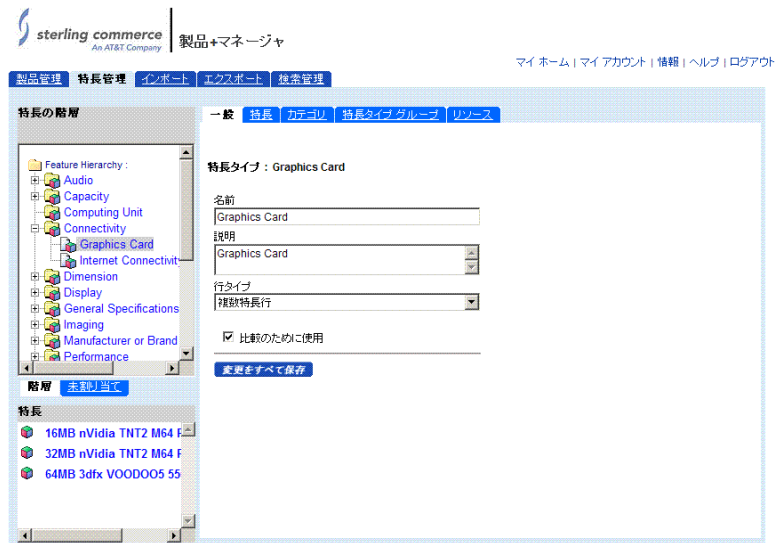 sterling commerce
An AT&T Company
製品+マネージャ
マイ ホーム | マイ アカウント | 情報 | ヘルプ | ログアウト
製品管理 特長管理 インポート エクスポート 検索管理
特長の階層
Feature Hierarchy :
Audio
Capacity
Computing Unit
Connectivity
Graphics Card
Internet Connectivit
Dimension
Display
General Specifications
Imaging
Manufacturer or Brand
Performance
階層 未割り当て
特長
16MB nVidia TNT2 M64 F
32MB nVidia TNT2 M64 F
64MB 3dfx VOODOO5 55
一般 特長 カテゴリ 特長タイプ グループ リソース
特長タイプ : Graphics Card
名前
Graphics Card
説明
Graphics Card
行タイプ
複数特長行
比較のために使用
変更をすべて保存